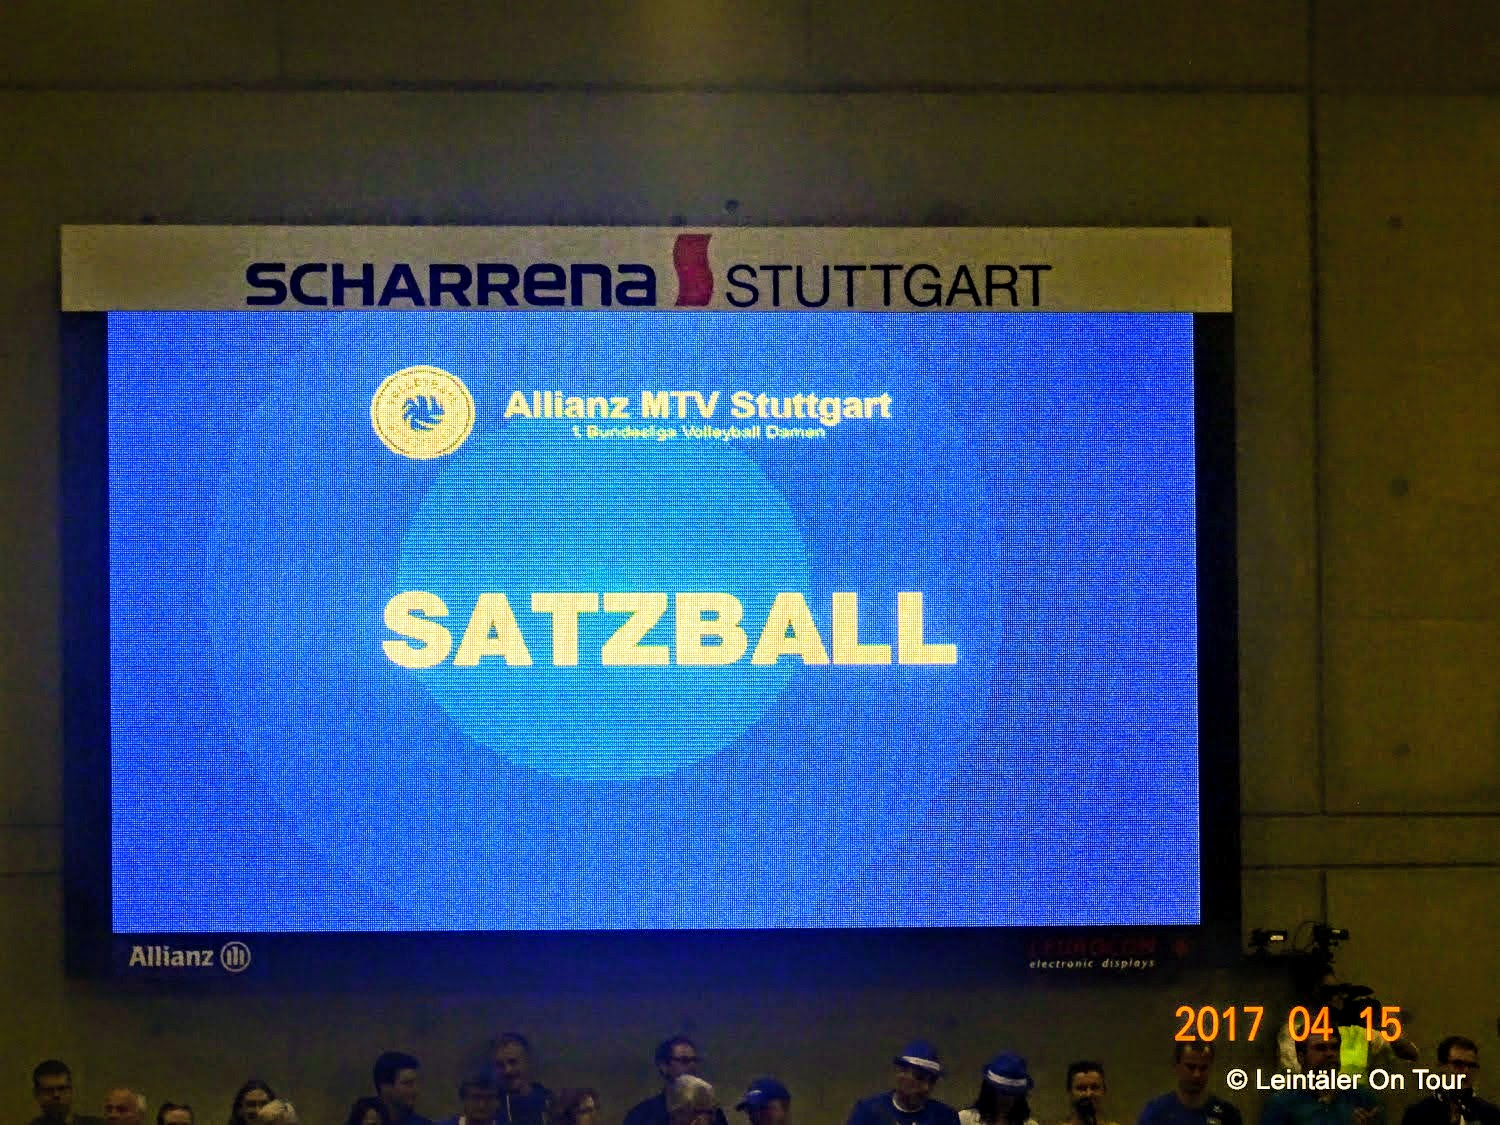 SCHARRena STUTTGART
VOLLEYBALL
Allianz MTV Stuttgart
1. Bundesliga Volleyball Damen
SATZBALL
Allianz
electronic displays
2017 04 15
© Leintäler On Tour